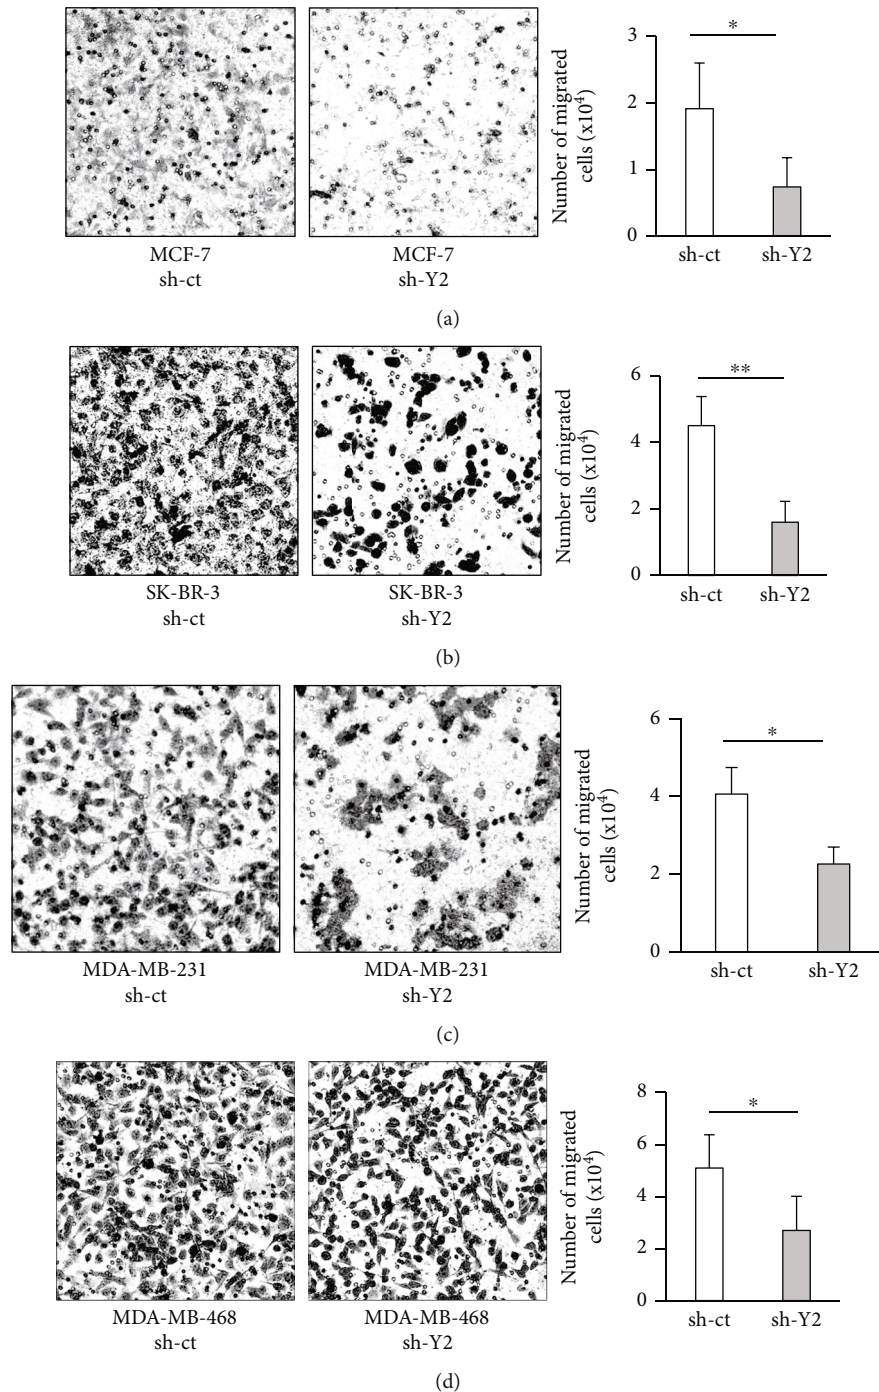 MCF-7
sh-ct
MCF-7
sh-Y2
Number of migrated
cells (x10⁴)
3
2
1
0
*
sh-ct
sh-Y2
(a)
SK-BR-3
sh-ct
SK-BR-3
sh-Y2
Number of migrated
cells (x10⁴)
6
4
2
0
**
sh-ct
sh-Y2
(b)
MDA-MB-231
sh-ct
MDA-MB-231
sh-Y2
Number of migrated
cells (x10⁴)
6
4
2
0
*
sh-ct
sh-Y2
(c)
MDA-MB-468
sh-ct
MDA-MB-468
sh-Y2
Number of migrated
cells (x10⁴)
8
6
4
2
0
*
sh-ct
sh-Y2
(d)